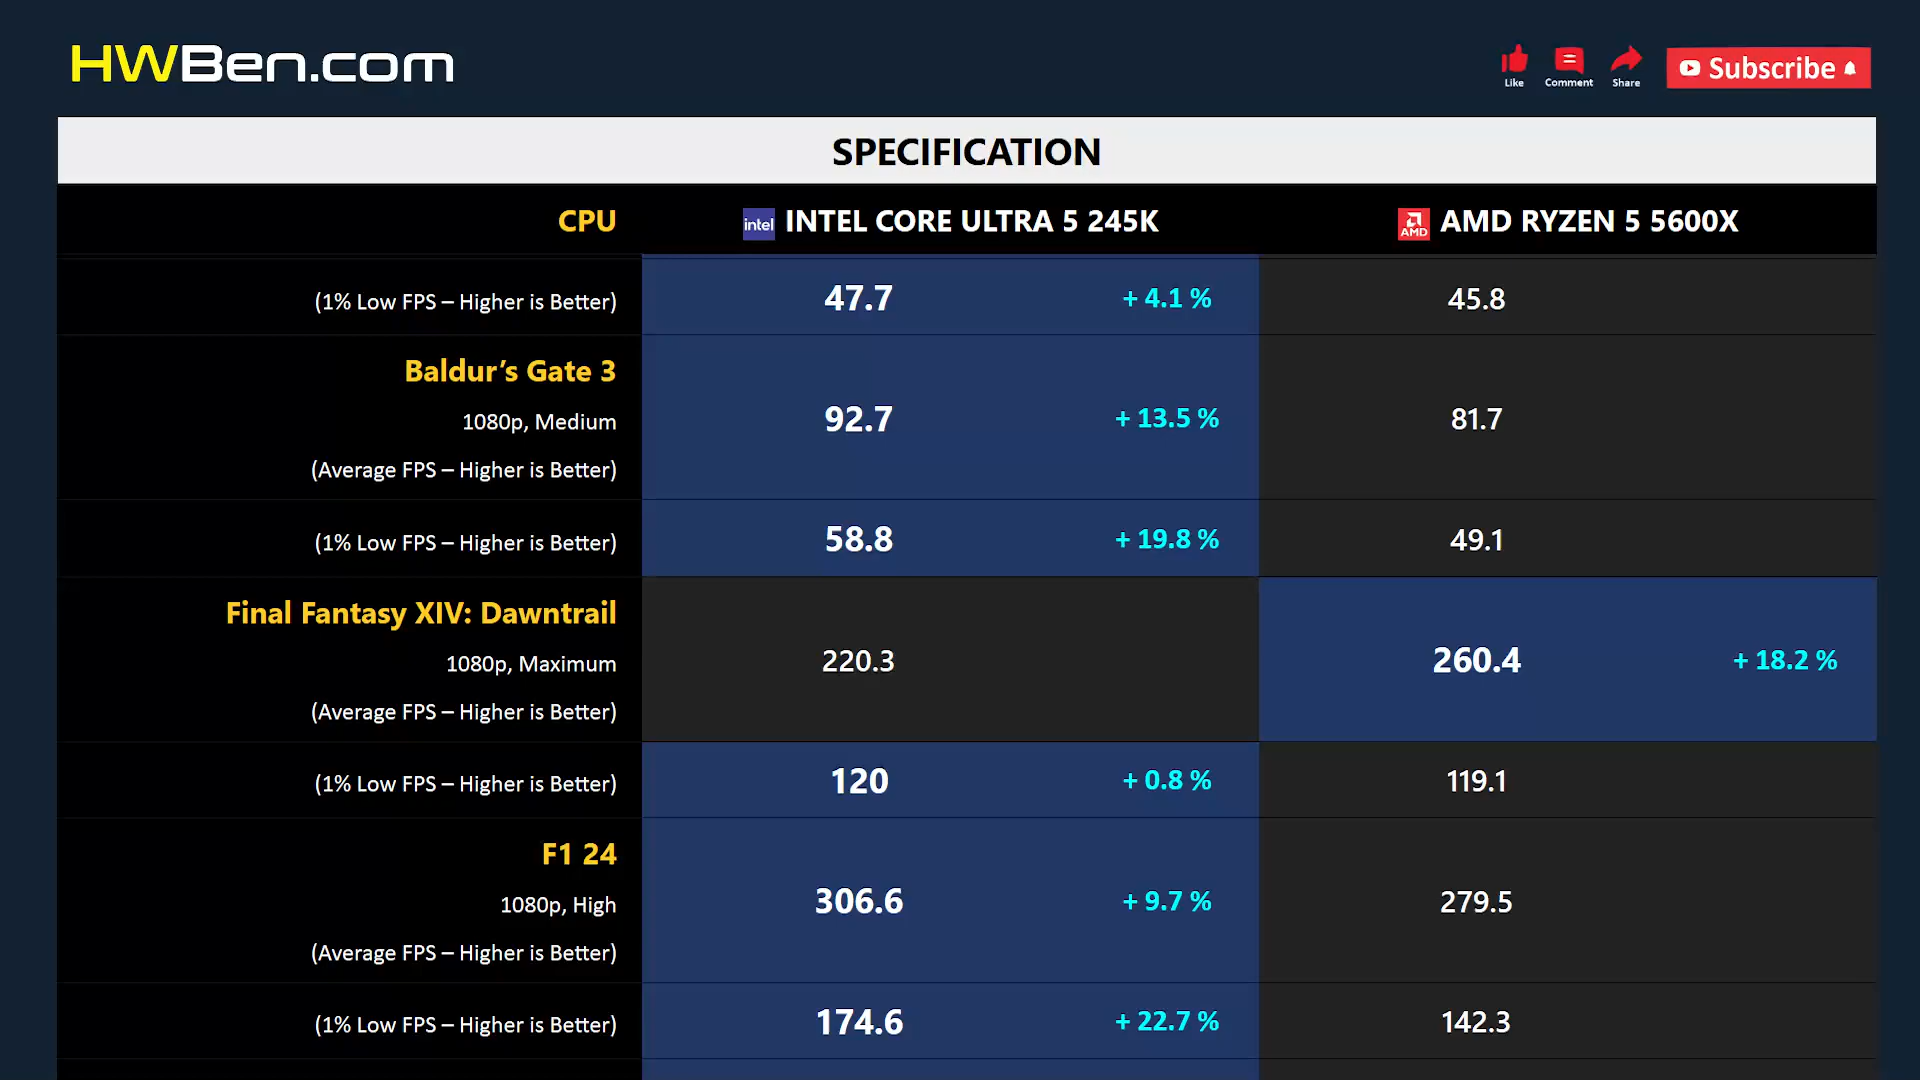 HWBen.com
Like Comment Share Subscribe
SPECIFICATION
CPU intel INTEL CORE ULTRA 5 245K AMD AMD RYZEN 5 5600X
(1% Low FPS – Higher is Better) 47.7 + 4.1 % 45.8
Baldur’s Gate 3
1080p, Medium 92.7 + 13.5 % 81.7
(Average FPS – Higher is Better)
(1% Low FPS – Higher is Better) 58.8 + 19.8 % 49.1
Final Fantasy XIV: Dawntrail
1080p, Maximum 220.3 260.4 + 18.2 %
(Average FPS – Higher is Better)
(1% Low FPS – Higher is Better) 120 + 0.8 % 119.1
F1 24
1080p, High 306.6 + 9.7 % 279.5
(Average FPS – Higher is Better)
(1% Low FPS – Higher is Better) 174.6 + 22.7 % 142.3